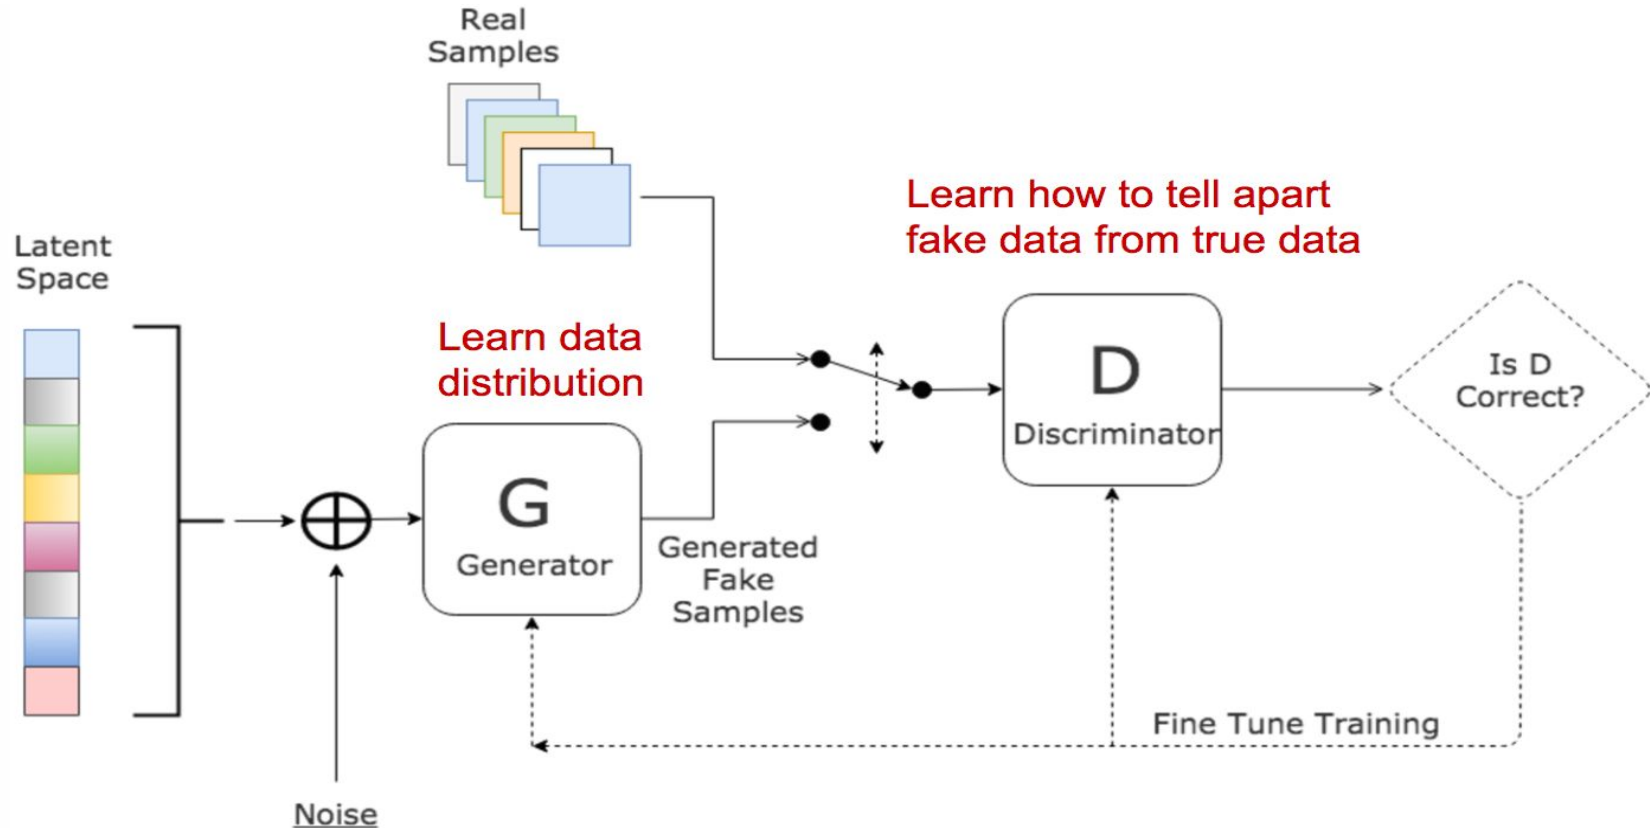 Real
Samples
Learn how to tell apart
fake data from true data
Latent
Space
Learn data
distribution
D
Discriminator
Is D
Correct?
G
Generator
Generated
Fake
Samples
Fine Tune Training
Noise